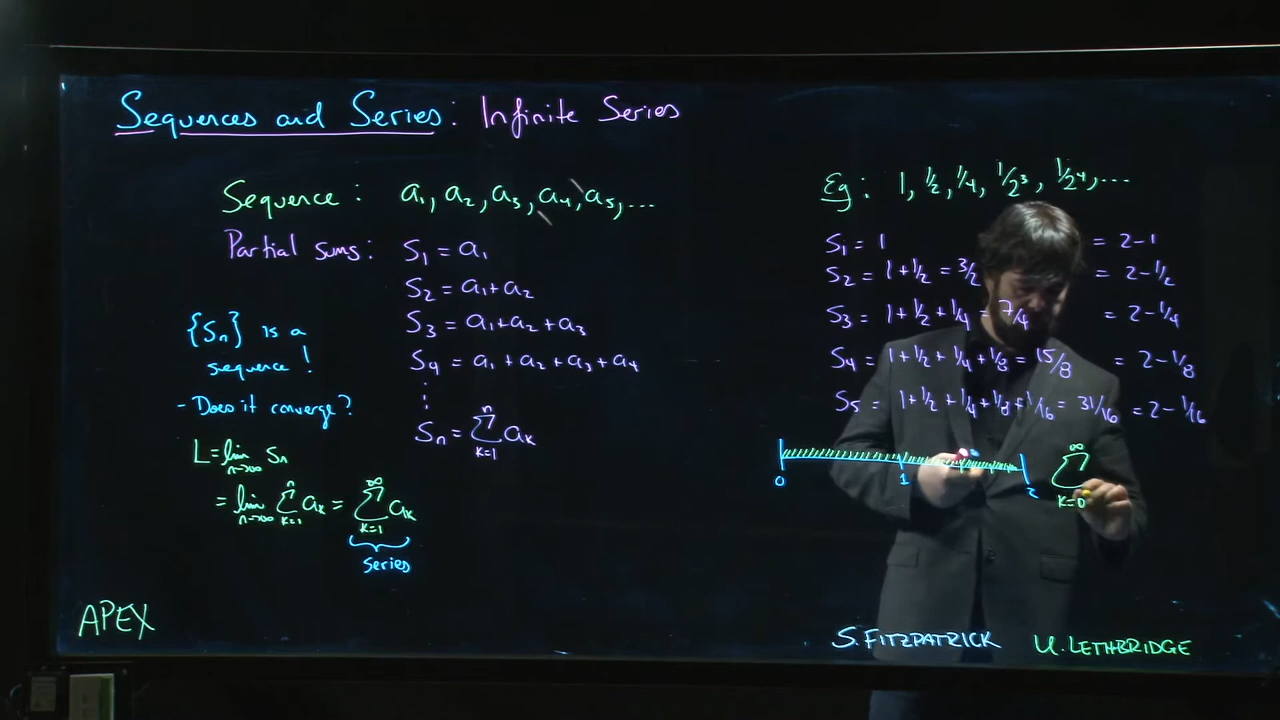 Sequences and Series: Infinite Series
Sequence: a₁, a₂, a₃, a₄, a₅, ...
Partial sums: S₁ = a₁
S₂ = a₁+a₂
S₃ = a₁+a₂+a₃
S₄ = a₁+a₂+a₃+a₄
⋮
Sₙ = ∑ₖ₌₁ⁿ aₖ
{Sₙ} is a
sequence!
- Does it converge?
L = lim n→∞ Sₙ
= lim n→∞ ∑ₖ₌₁ⁿ aₖ = ∑ₖ₌₁^∞ aₖ
series
APEX
Eg: 1, 1/2, 1/4, 1/2³, 1/2⁴, ...
S₁ = 1 = 2-1
S₂ = 1+1/2 = 3/2 = 2-1/2
S₃ = 1+1/2+1/4 = 7/4 = 2-1/4
S₄ = 1+1/2+1/4+1/8 = 15/8 = 2-1/8
S₅ = 1+1/2+1/4+1/8+1/16 = 31/16 = 2-1/16
0 1 2
∑ₖ₌₀^∞
S. FITZPATRICK U. LETHBRIDGE